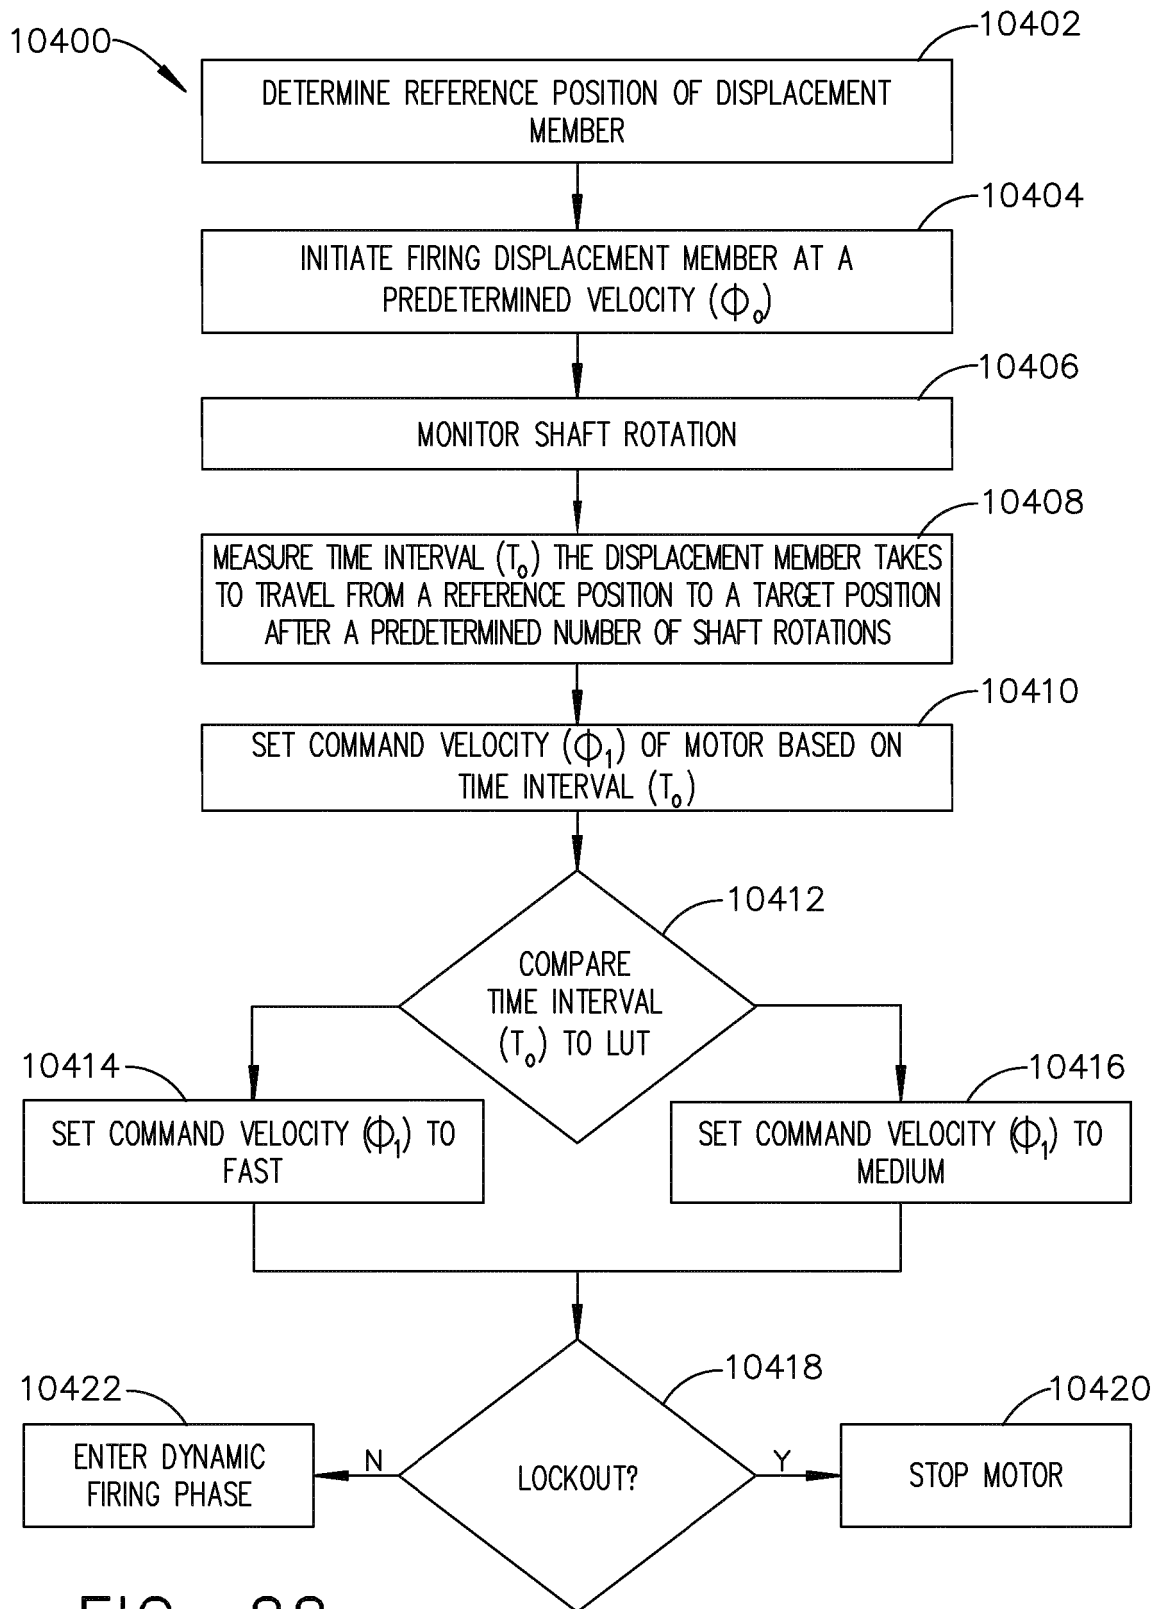 10400
10402
DETERMINE REFERENCE POSITION OF DISPLACEMENT
MEMBER
10404
INITIATE FIRING DISPLACEMENT MEMBER AT A
PREDETERMINED VELOCITY (Φ₀)
10406
MONITOR SHAFT ROTATION
10408
MEASURE TIME INTERVAL (T₀) THE DISPLACEMENT MEMBER TAKES
TO TRAVEL FROM A REFERENCE POSITION TO A TARGET POSITION
AFTER A PREDETERMINED NUMBER OF SHAFT ROTATIONS
10410
SET COMMAND VELOCITY (Φ₁) OF MOTOR BASED ON
TIME INTERVAL (T₀)
10412
COMPARE
TIME INTERVAL
(T₀) TO LUT
10414
SET COMMAND VELOCITY (Φ₁) TO
FAST
10416
SET COMMAND VELOCITY (Φ₁) TO
MEDIUM
10418
LOCKOUT?
N
Y
10422
ENTER DYNAMIC
FIRING PHASE
10420
STOP MOTOR